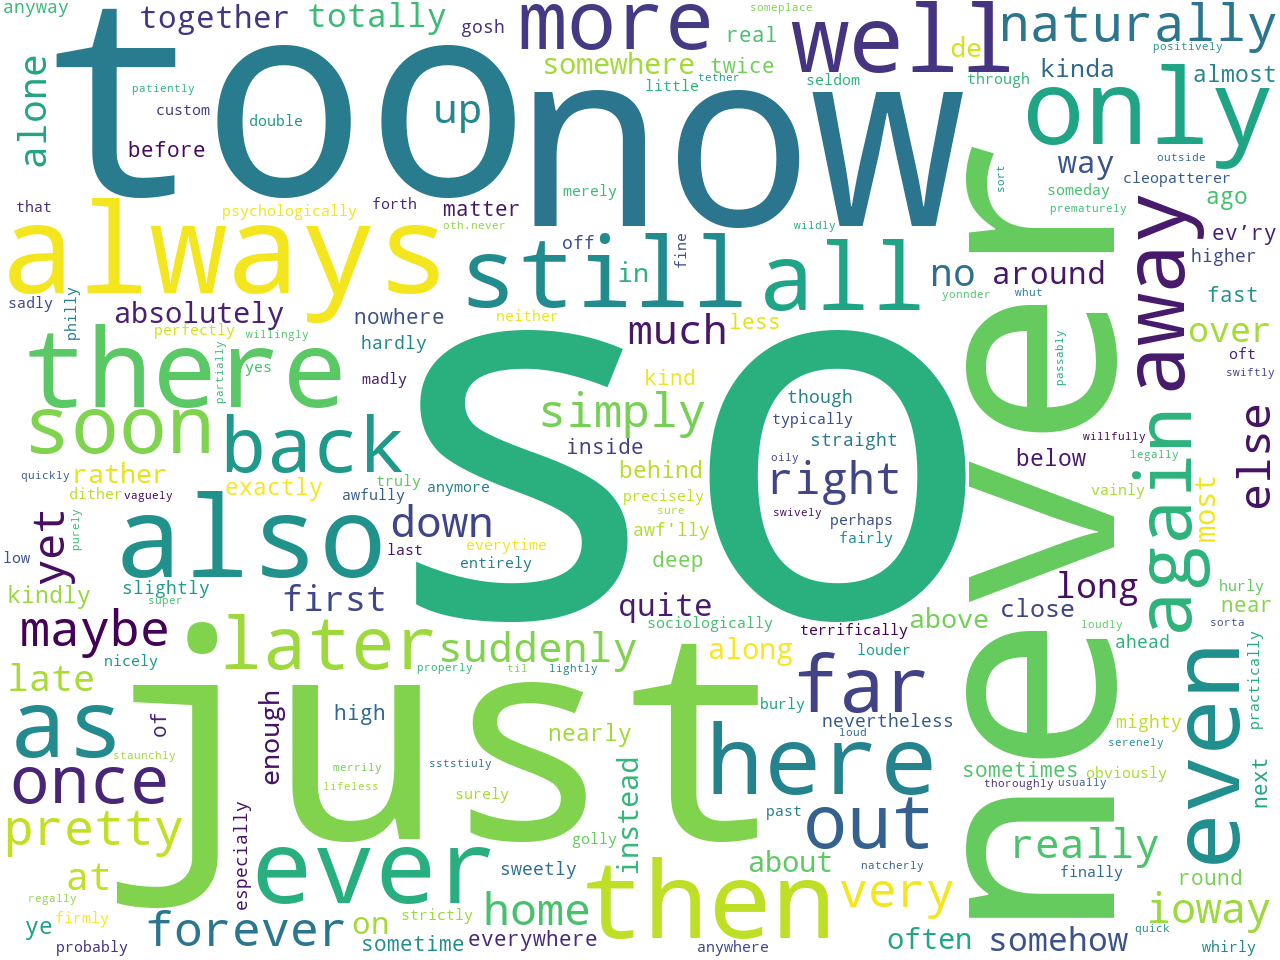 anyway
together
totally
gosh
more
someplace
real
well
de
naturally
positively
too
now
alone
patiently
custom
double
up
before
somewhere
twice
tether
little
seldom
through
kinda
almost
only
merely
way
outside
sort
cleopatterer
someday
ago
prematurely
that
psychologically
forth
matter
oth.never
wildly
always
still
off
in
fine
all
no
around
away
ev’ry
higher
yonnder
whut
fast
sadly
philly
absolutely
nowhere
neither
much
less
never
over
perfectly
willingly
hardly
there
partially
yes
madly
so
kind
passably
oft
swiftly
simply
though
typically
straight
soon
back
inside
else
willfully
again
legally
below
quickly
rather
dither
vaguely
exactly
truly
awfully
anymore
behind
precisely
sure
oily
right
swively
perhaps
fairly
vainly
most
yet
purely
also
down
last
everytime
entirely
awf'lly
deep
low
kindly
slightly
super
first
quite
sociologically
terrifically
above
close
long
hurly
near
sorta
maybe
nicely
later
suddenly
along
louder
loudly
ahead
properly
til
lightly
late
just
far
burly
as
of
enough
high
nearly
here
nevertheless
loud
mighty
serenely
even
practically
staunchly
once
merrily
lifeless
sststiuly
surely
instead
past
out
sometimes
thoroughly
usually
obviously
next
pretty
especially
ever
golly
sweetly
then
about
natcherly
very
really
finally
round
at
regally
ye
firmly
forever
on
strictly
home
ioway
probably
sometime
everywhere
anywhere
often
somehow
quick
whirly